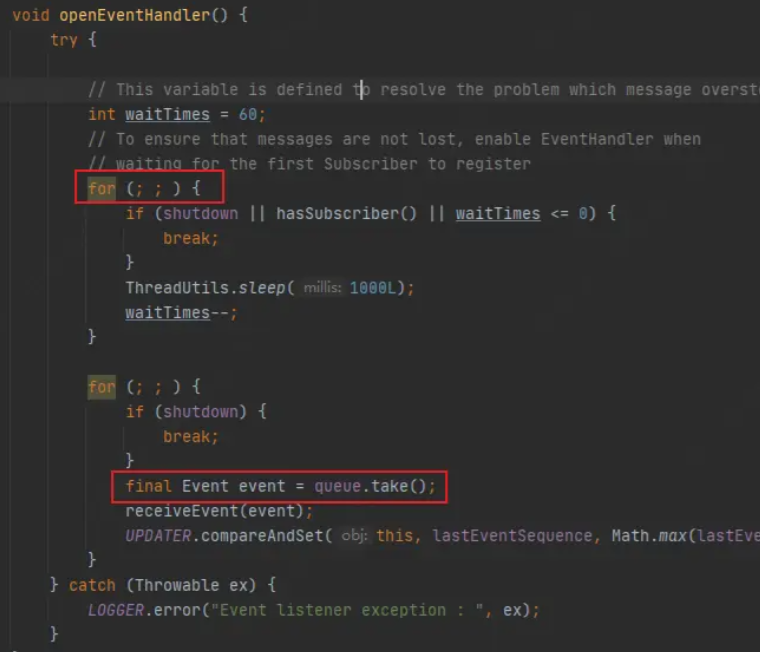 void openEventHandler() {
try {
// This variable is defined to resolve the problem which message
int waitTimes = 60;
// To ensure that messages are not lost, enable EventHandler when
// waiting for the first Subscriber to register
for (; ; ) {
if (shutdown || hasSubscriber() || waitTimes <= 0) {
break;
}
ThreadUtils.sleep( millis: 1000L);
waitTimes--;
}
for (; ; ) {
if (shutdown) {
break;
}
final Event event = queue.take();
receiveEvent(event);
UPDATER.compareAndSet( obj: this, lastEventSequence, Math.max(
}
} catch (Throwable ex) {
LOGGER.error("Event listener exception : ", ex);
}